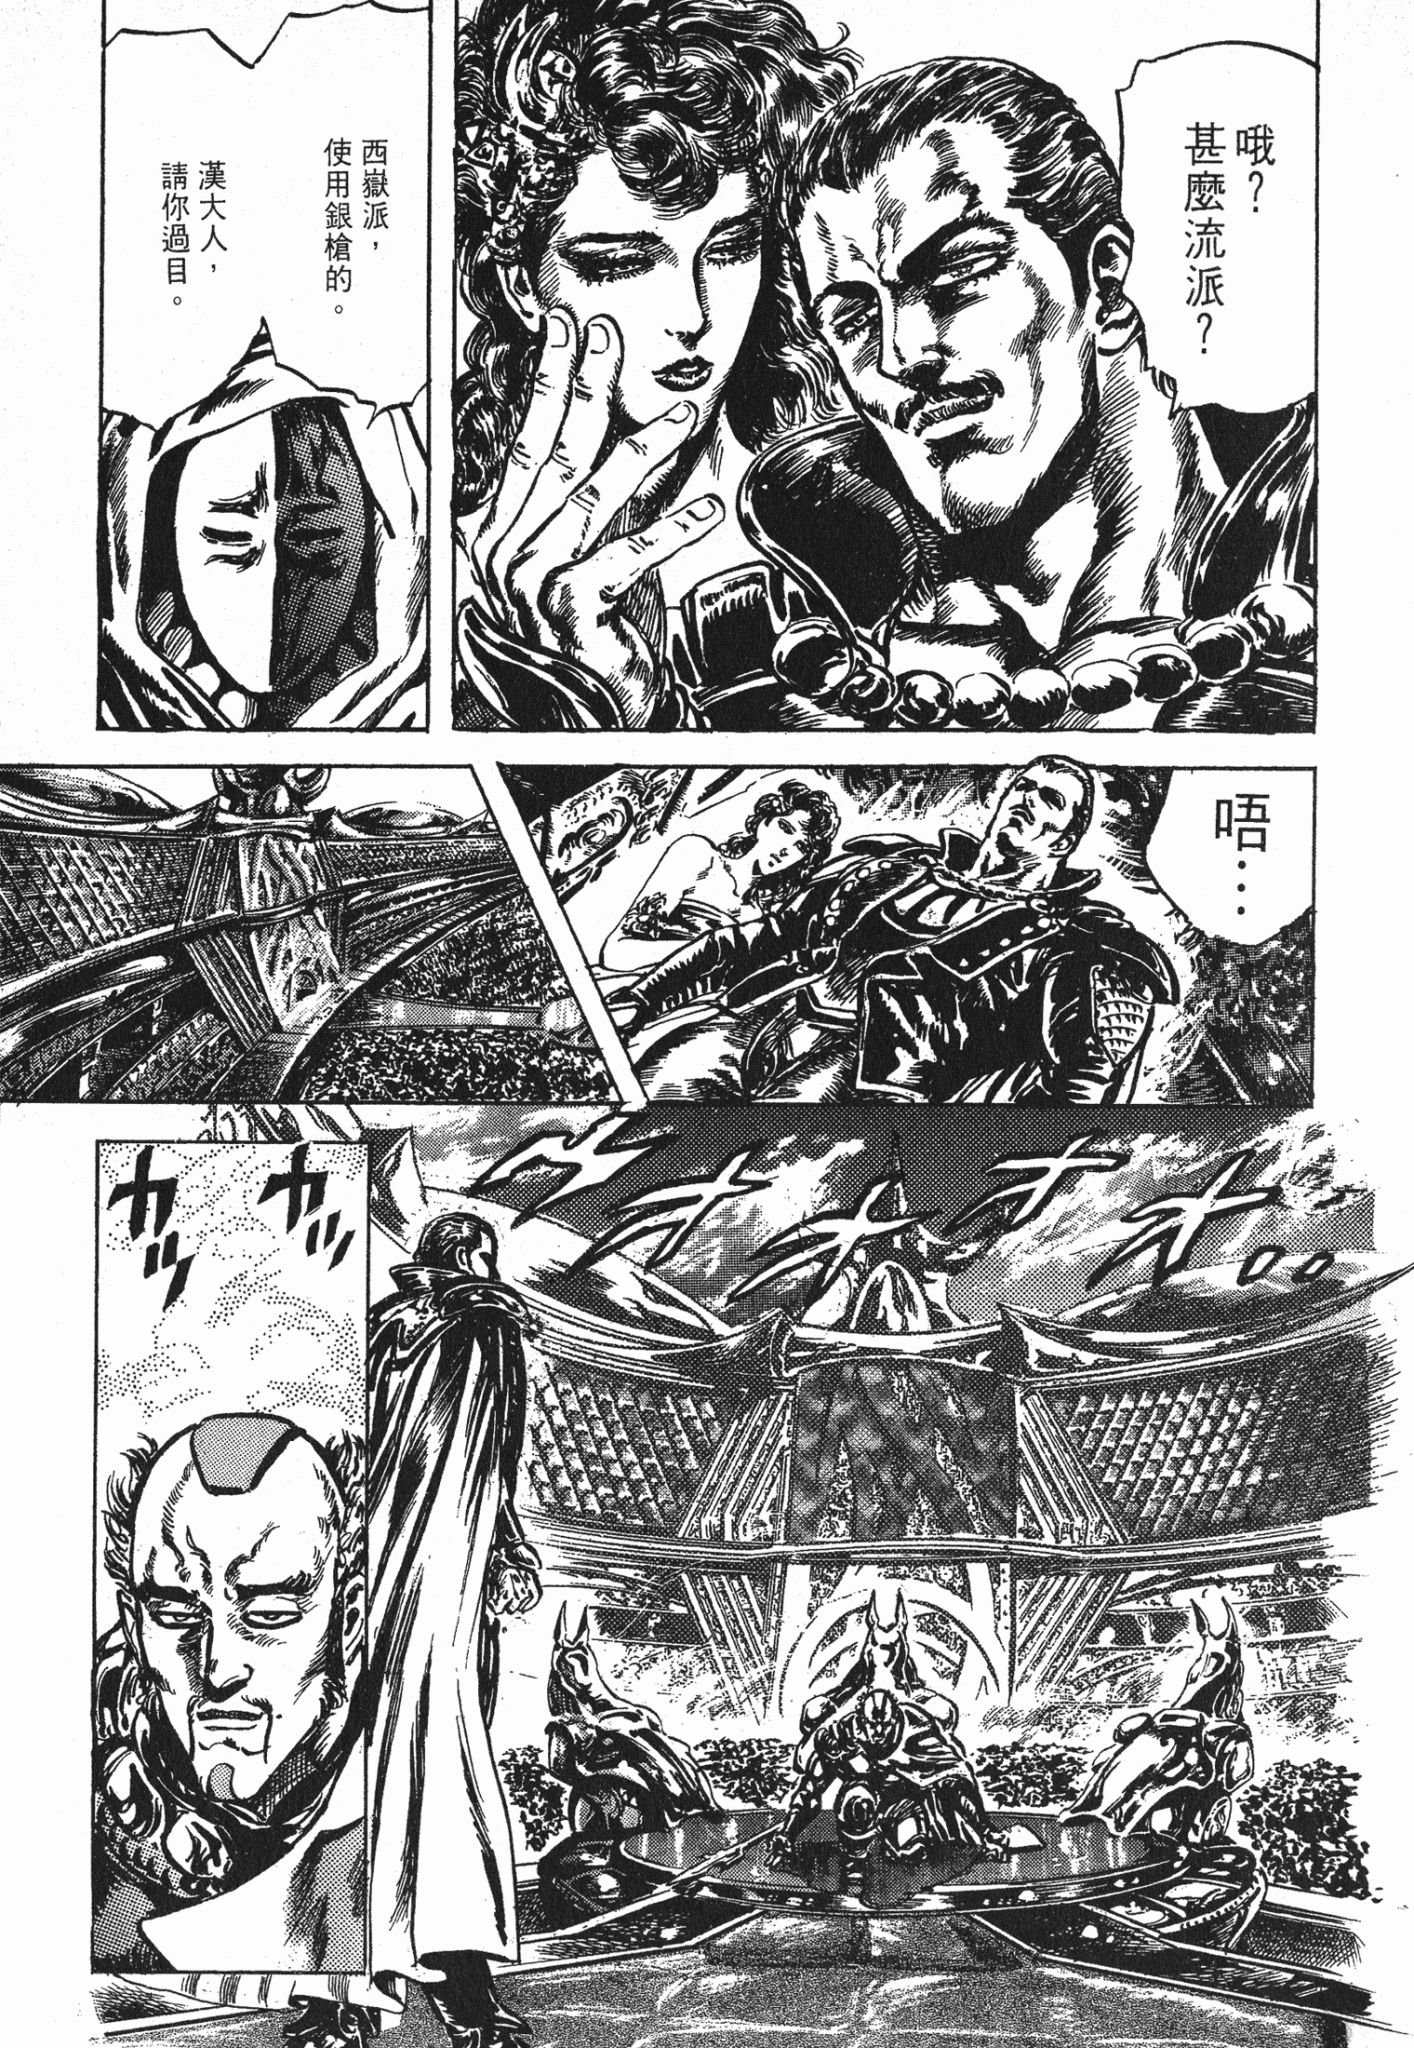 哦？
甚麼流派？
西嶽派，
使用銀槍的。
漢大人，
請你過目。
唔…
ヴオオオオ‥
カッ
カッ